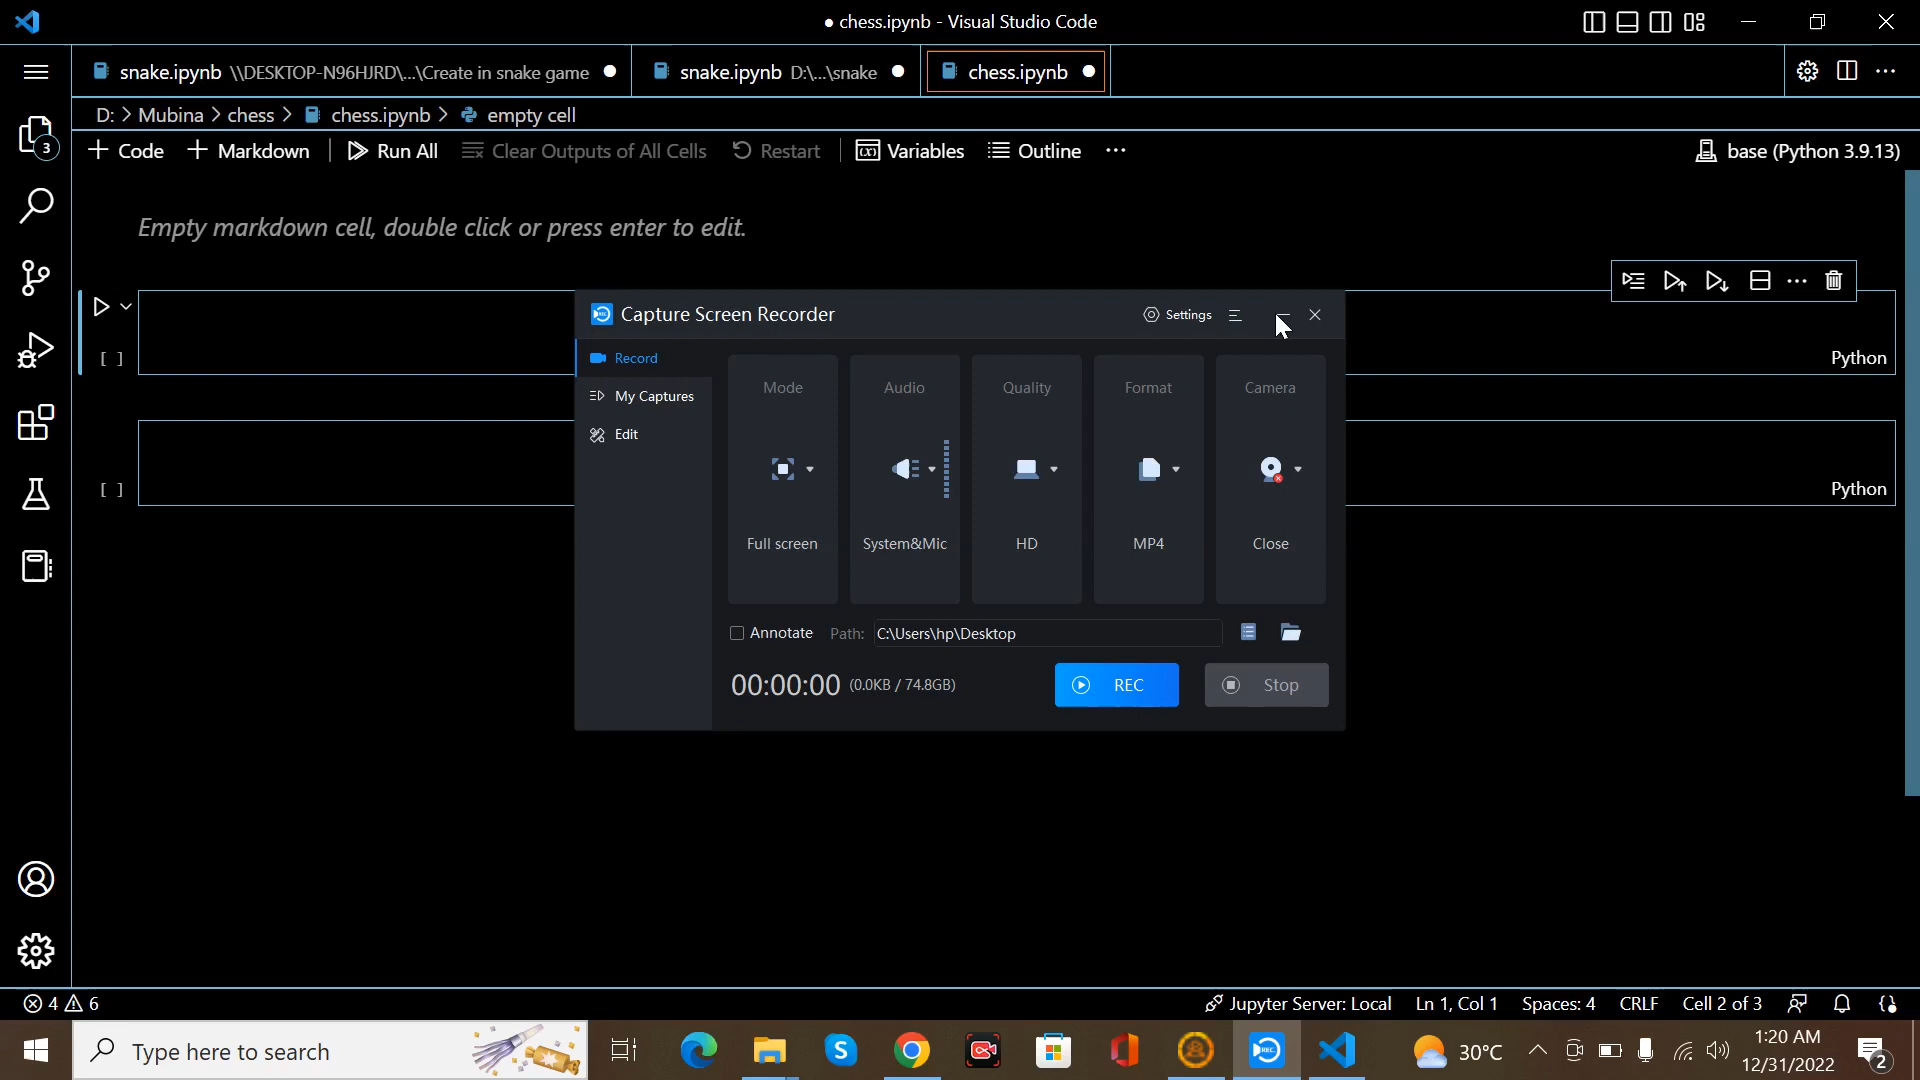 ● chess.ipynb - Visual Studio Code
snake.ipynb \\DESKTOP-N96HJRD\...\Create in snake game ●
snake.ipynb D:\...\snake ●
chess.ipynb ●
D: > Mubina > chess > chess.ipynb > empty cell
+ Code + Markdown Run All Clear Outputs of All Cells Restart Variables Outline ···
base (Python 3.9.13)
3
Empty markdown cell, double click or press enter to edit.
[ ]
Python
[ ]
Python
Capture Screen Recorder
Settings
Record
My Captures
Edit
Mode Audio Quality Format Camera
Full screen System&Mic HD MP4 Close
Annotate Path: C:\Users\hp\Desktop
00:00:00 (0.0KB / 74.8GB)
REC
Stop
4 6
Jupyter Server: Local Ln 1, Col 1 Spaces: 4 CRLF Cell 2 of 3
Type here to search
REC
30°C
1:20 AM
12/31/2022
2